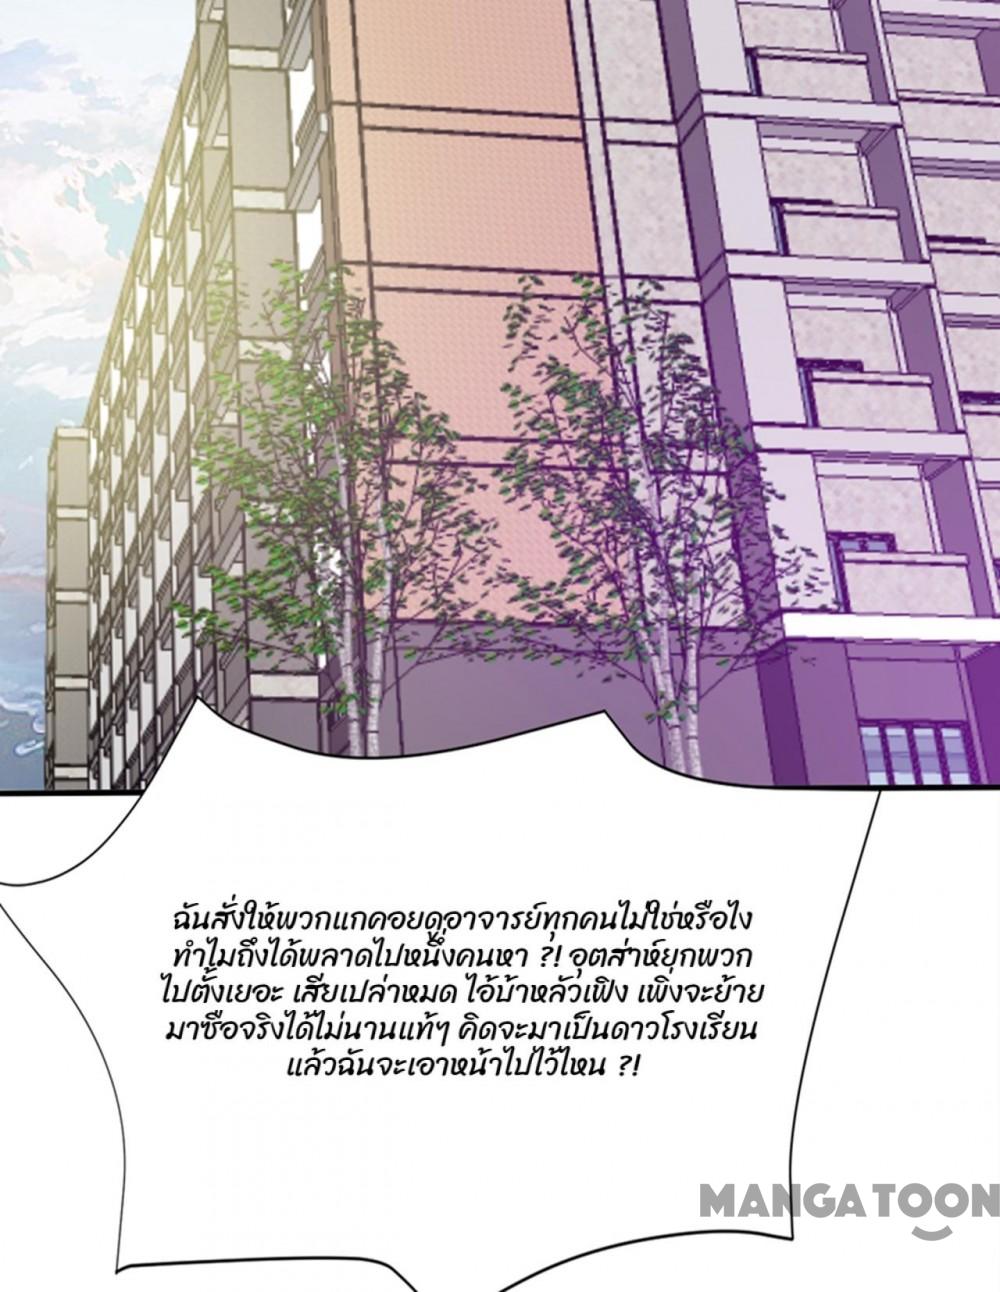 ฉันสั่งให้พวกแกคอยดูอาจารย์ทุกคนไม่ใช่หรือไง
ทำไมถึงได้พลาดไปหนึ่งคนหา ?! อุตส่าห์ยกพวก
ไปตั้งเยอะ เสียเปล่าหมด ไอ้บ้าหลัวเฟิง เพิ่งจะย้าย
มาซือจริงได้ไม่นานแท้ๆ คิดจะมาเป็นดาวโรงเรียน
แล้วฉันจะเอาหน้าไปไว้ไหน ?!
MANGATOON